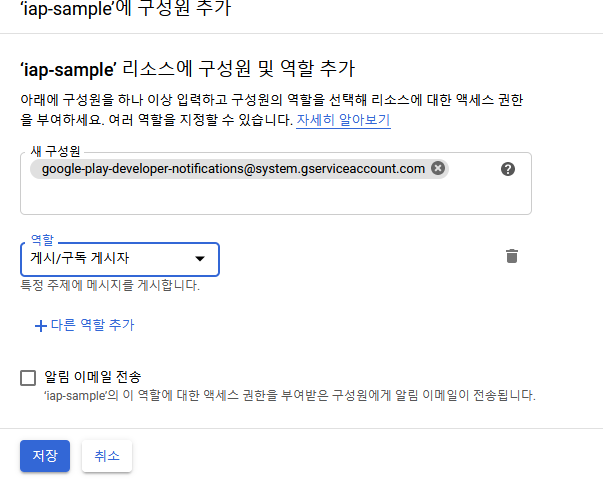 ‘iap-sample’에 구성원 추가
‘iap-sample’ 리소스에 구성원 및 역할 추가
아래에 구성원을 하나 이상 입력하고 구성원의 역할을 선택해 리소스에 대한 액세스 권한
을 부여하세요. 여러 역할을 지정할 수 있습니다. 자세히 알아보기
새 구성원
google-play-developer-notifications@system.gserviceaccount.com
역할
게시/구독 게시자
특정 주제에 메시지를 게시합니다.
+ 다른 역할 추가
알림 이메일 전송
‘iap-sample’의 이 역할에 대한 액세스 권한을 부여받은 구성원에게 알림 이메일이 전송됩니다.
저장 취소